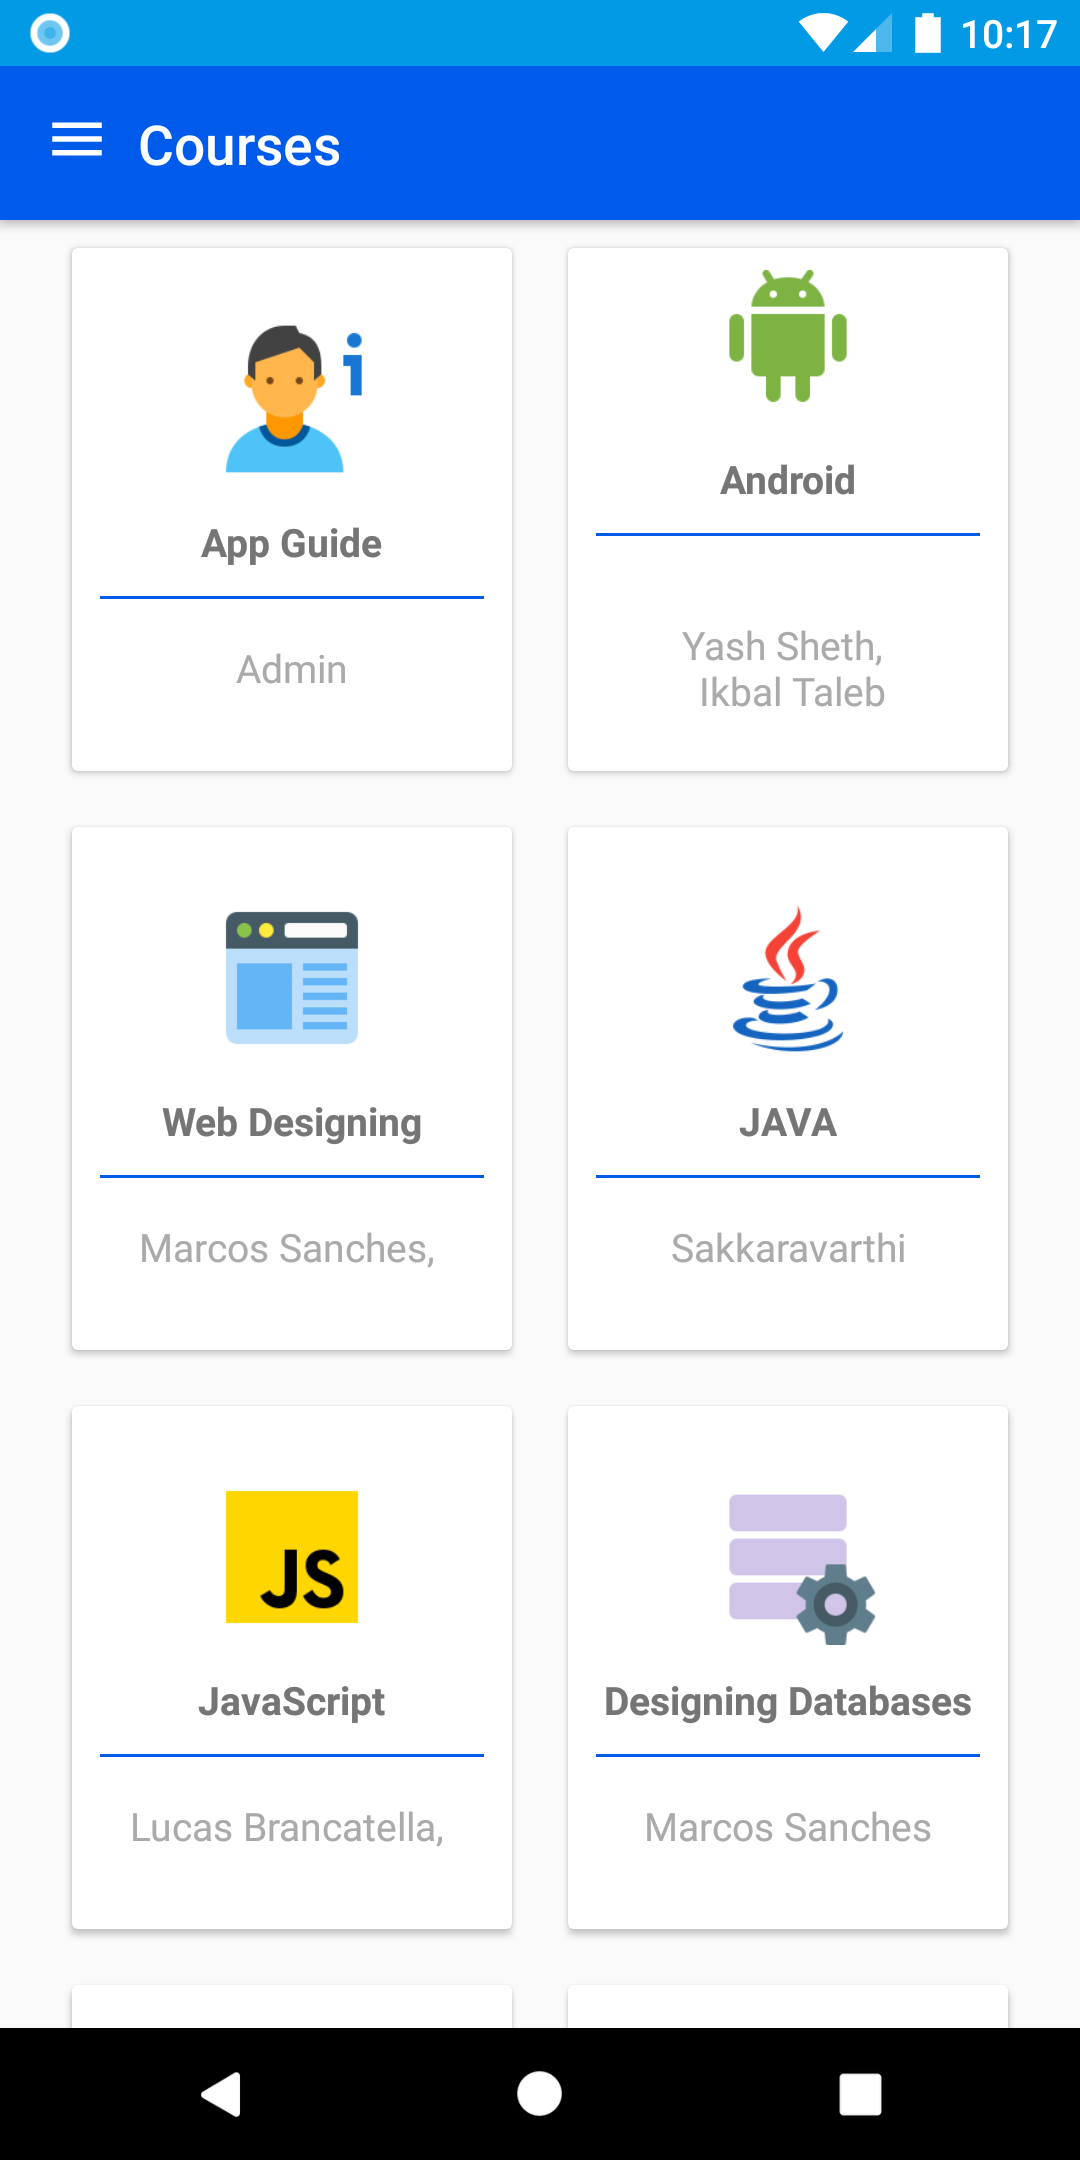 10:17
Courses
App Guide
Admin
Android
Yash Sheth,
Ikbal Taleb
Web Designing
Marcos Sanches,
JAVA
Sakkaravarthi
JS
JavaScript
Lucas Brancatella,
Designing Databases
Marcos Sanches